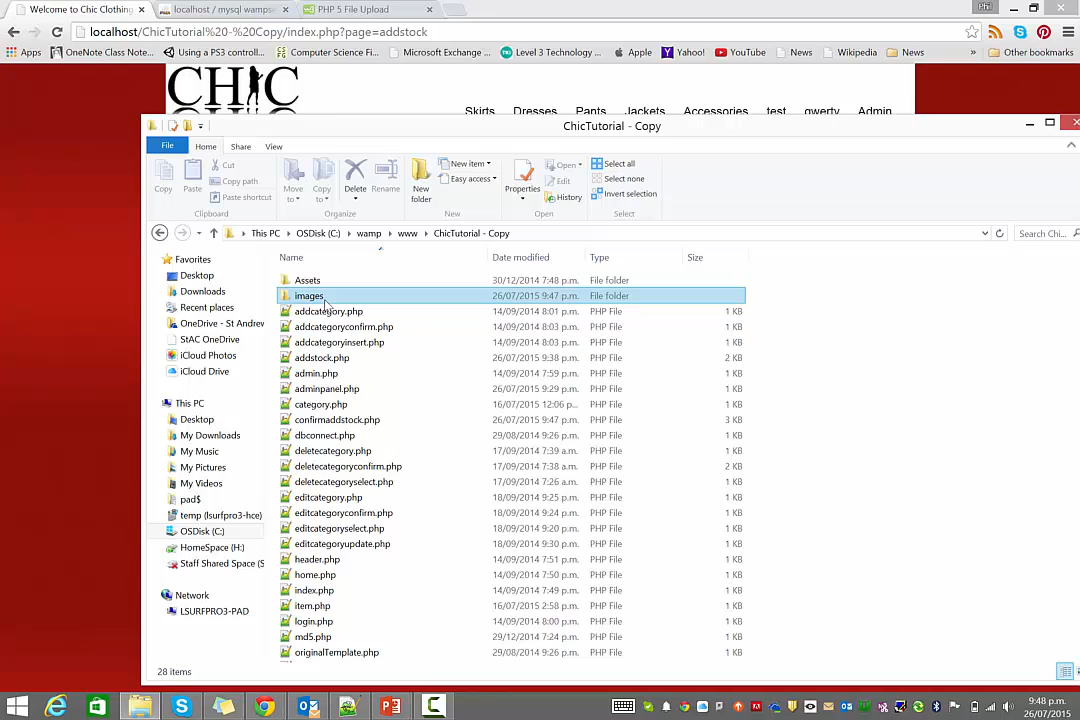 Welcome to Chic Clothing
localhost / mysql wampse
PHP 5 File Upload
Phil
localhost/ChicTutorial%20-%20Copy/index.php?page=addstock
Apps
OneNote Class Note...
Using a PS3 controll...
Computer Science Fi...
Microsoft Exchange ...
Level 3 Technology ...
Apple
Yahoo!
YouTube
News
Wikipedia
News
»
Other bookmarks
CHIC
Skirts Dresses Pants Jackets Accessories test qwerty Admin
ChicTutorial - Copy
File Home Share View
Copy
Paste
Cut
Copy path
Paste shortcut
Clipboard
Move to
Copy to
Delete
Rename
Organize
New folder
New item
Easy access
New
Properties
Open
Edit
History
Open
Select all
Select none
Invert selection
Select
This PC
OSDisk (C:)
wamp
www
ChicTutorial - Copy
Search Chi...
Favorites
Desktop
Downloads
Recent places
OneDrive - St Andrew
StAC OneDrive
iCloud Photos
iCloud Drive
This PC
Desktop
My Downloads
My Music
My Pictures
My Videos
pad$
temp (lsurfpro3-hce)
OSDisk (C:)
HomeSpace (H:)
Staff Shared Space (S
Network
LSURFPRO3-PAD
Name Date modified Type Size
Assets 30/12/2014 7:48 p.m. File folder
images 26/07/2015 9:47 p.m. File folder
addcategory.php 14/09/2014 8:01 p.m. PHP File 1 KB
addcategoryconfirm.php 14/09/2014 8:03 p.m. PHP File 1 KB
addcategoryinsert.php 14/09/2014 8:03 p.m. PHP File 1 KB
addstock.php 26/07/2015 9:38 p.m. PHP File 2 KB
admin.php 14/09/2014 7:59 p.m. PHP File 1 KB
adminpanel.php 26/07/2015 9:29 p.m. PHP File 1 KB
category.php 16/07/2015 12:06 p... PHP File 1 KB
confirmaddstock.php 26/07/2015 9:47 p.m. PHP File 3 KB
dbconnect.php 29/08/2014 9:26 p.m. PHP File 1 KB
deletecategory.php 17/09/2014 7:39 a.m. PHP File 1 KB
deletecategoryconfirm.php 17/09/2014 7:38 a.m. PHP File 2 KB
deletecategoryselect.php 17/09/2014 7:26 a.m. PHP File 1 KB
editcategory.php 18/09/2014 9:25 p.m. PHP File 1 KB
editcategoryconfirm.php 18/09/2014 9:24 p.m. PHP File 1 KB
editcategoryselect.php 18/09/2014 9:20 p.m. PHP File 1 KB
editcategoryupdate.php 18/09/2014 9:30 p.m. PHP File 1 KB
header.php 14/09/2014 7:51 p.m. PHP File 1 KB
home.php 14/09/2014 7:50 p.m. PHP File 1 KB
index.php 14/09/2014 7:49 p.m. PHP File 1 KB
item.php 16/07/2015 2:58 p.m. PHP File 1 KB
login.php 14/09/2014 8:00 p.m. PHP File 1 KB
md5.php 29/12/2014 7:24 p.m. PHP File 1 KB
originalTemplate.php 29/08/2014 9:26 p.m. PHP File 1 KB
28 items
9:48 p.m.
26/07/2015